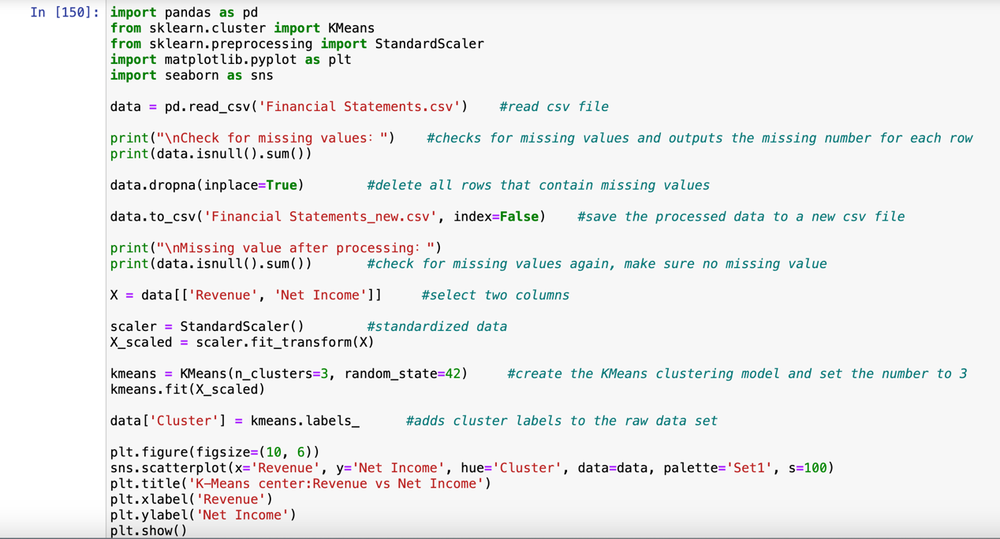 In [150]: import pandas as pd
from sklearn.cluster import KMeans
from sklearn.preprocessing import StandardScaler
import matplotlib.pyplot as plt
import seaborn as sns
data = pd.read_csv('Financial Statements.csv')    #read csv file
print("\nCheck for missing values: ")    #checks for missing values and outputs the missing number for each row
print(data.isnull().sum())
data.dropna(inplace=True)        #delete all rows that contain missing values
data.to_csv('Financial Statements_new.csv', index=False)    #save the processed data to a new csv file
print("\nMissing value after processing: ")
print(data.isnull().sum())       #check for missing values again, make sure no missing value
X = data[['Revenue', 'Net Income']]     #select two columns
scaler = StandardScaler()        #standardized data
X_scaled = scaler.fit_transform(X)
kmeans = KMeans(n_clusters=3, random_state=42)     #create the KMeans clustering model and set the number to 3
kmeans.fit(X_scaled)
data['Cluster'] = kmeans.labels_      #adds cluster labels to the raw data set
plt.figure(figsize=(10, 6))
sns.scatterplot(x='Revenue', y='Net Income', hue='Cluster', data=data, palette='Set1', s=100)
plt.title('K-Means center:Revenue vs Net Income')
plt.xlabel('Revenue')
plt.ylabel('Net Income')
plt.show()